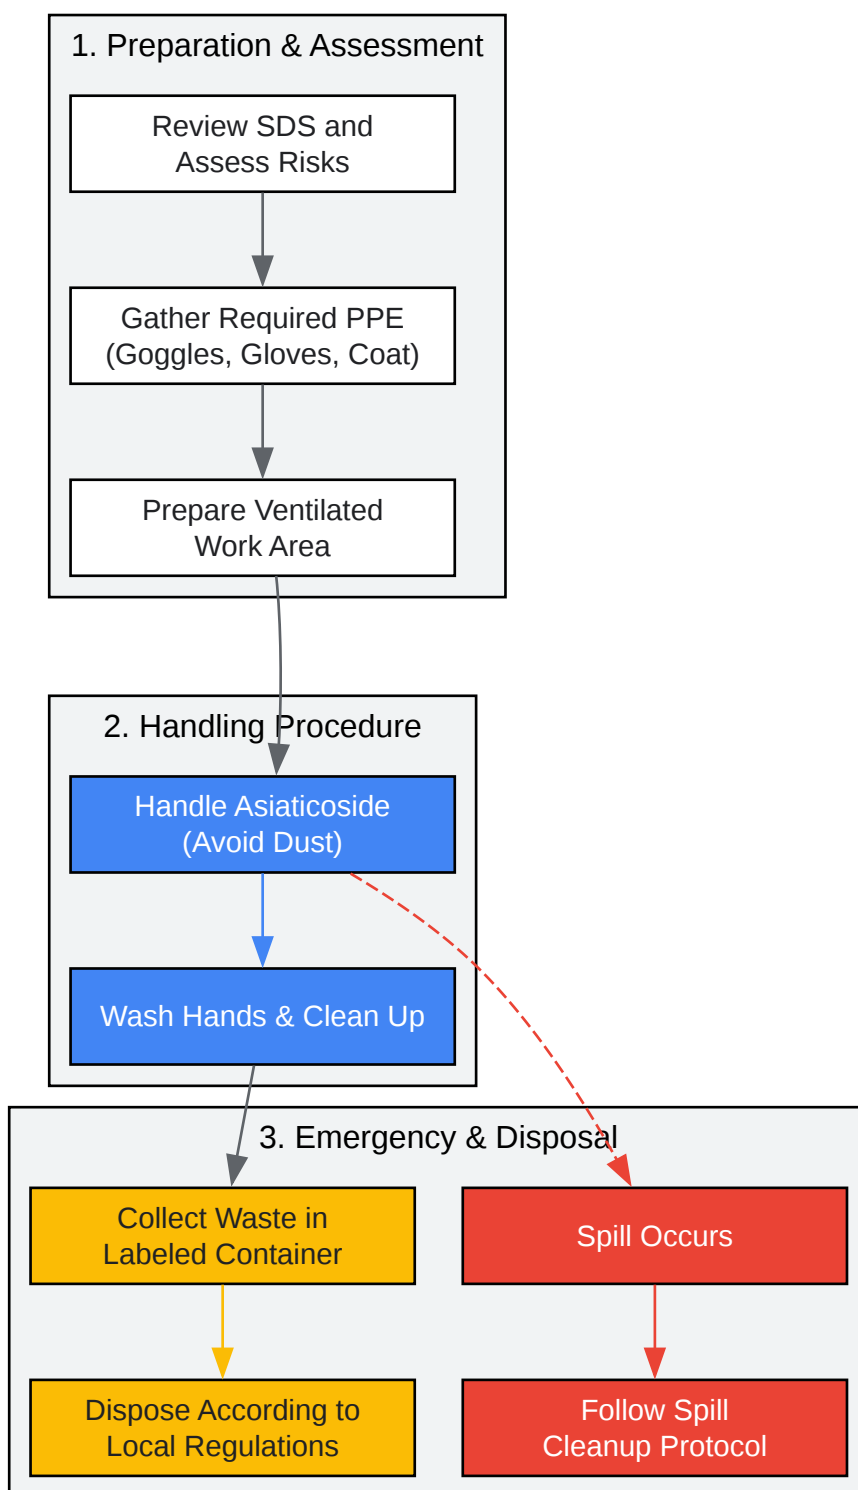 1. Preparation & Assessment
Review SDS and
Assess Risks
Gather Required PPE
(Goggles, Gloves, Coat)
Prepare Ventilated
Work Area
2. Handling Procedure
Handle Asiaticoside
(Avoid Dust)
Wash Hands & Clean Up
3. Emergency & Disposal
Collect Waste in
Labeled Container
Spill Occurs
Dispose According to
Local Regulations
Follow Spill
Cleanup Protocol